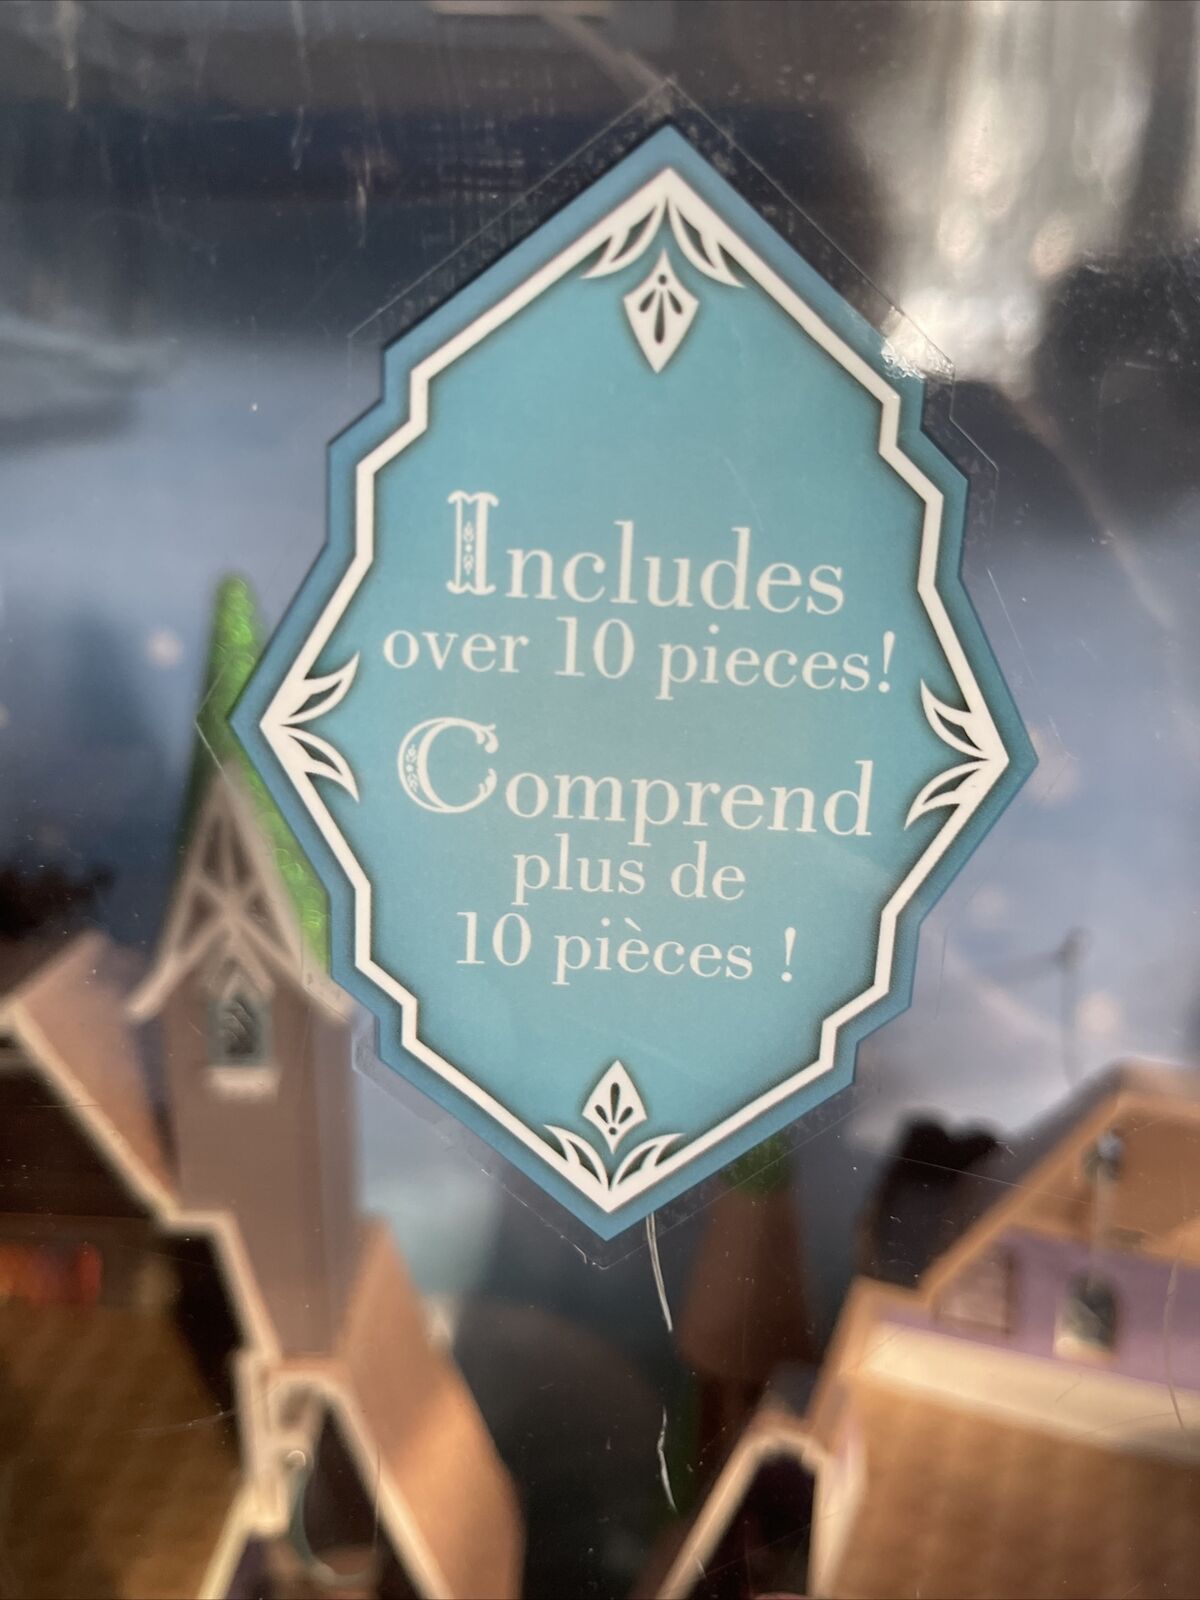 Includes
over 10 pieces!
Comprend
plus de
10 pièces !